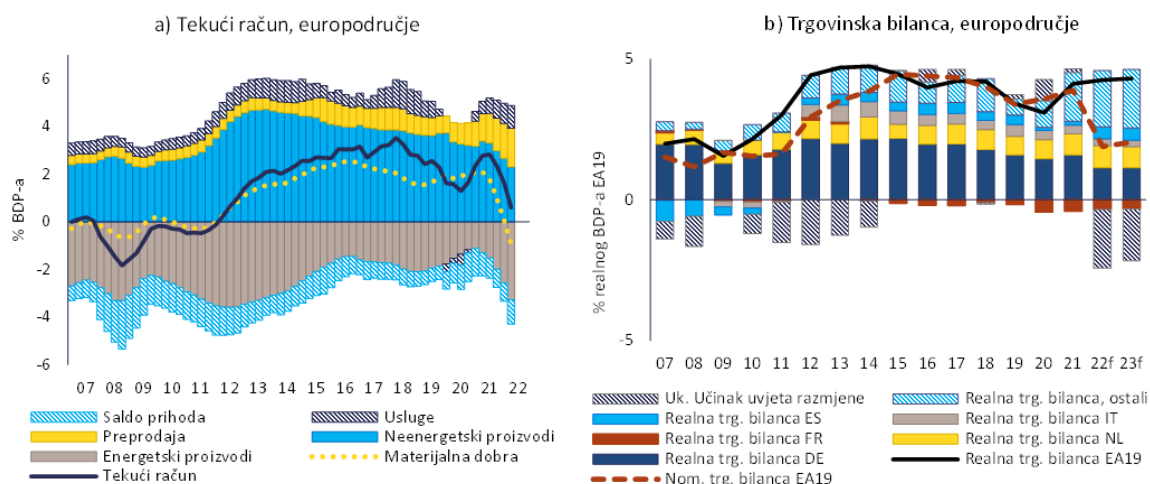 a) Tekući račun, europodručje
% BDP-a
6
4
2
0
-2
-4
-6
07 08 09 10 11 12 13 14 15 16 17 18 19 20 21 22
Saldo prihoda
Usluge
Preprodaja
Neenergetski proizvodi
Energetski proizvodi
Materijalna dobra
Tekući račun
b) Trgovinska bilanca, europodručje
% realnog BDP-a EA19
5
0
-5
07 08 09 10 11 12 13 14 15 16 17 18 19 20 21 22f 23f
Uk. Učinak uvjeta razmjene
Realna trg. bilanca, ostali
Realna trg. bilanca ES
Realna trg. bilanca IT
Realna trg. bilanca FR
Realna trg. bilanca NL
Realna trg. bilanca DE
Realna trg. bilanca EA19
Nom. trg. bilanca EA19